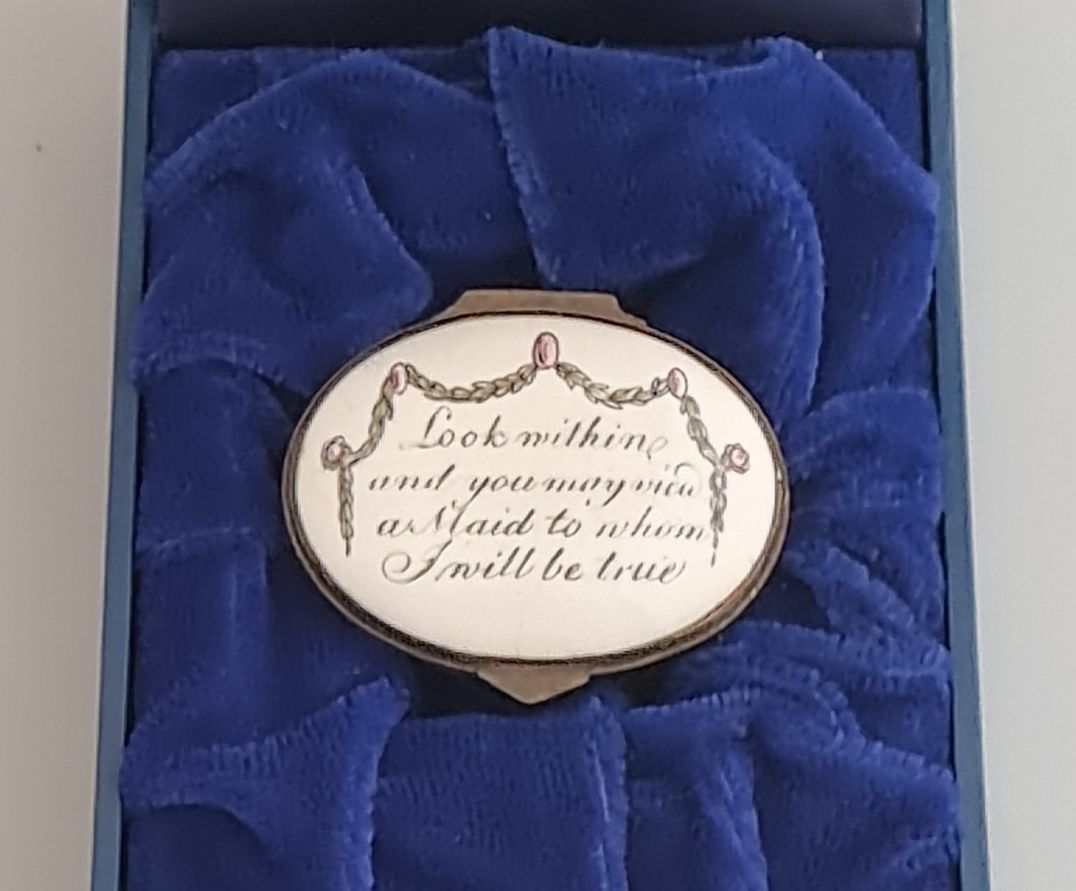 Look within
and you may view
a Maid to whom
I will be true